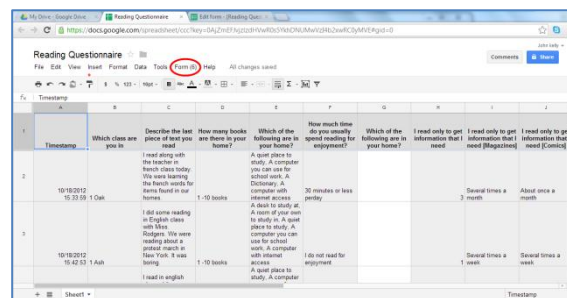 My Drive - Google Drive
Reading Questionnaire
Edit form - [Reading Ques
https://docs.google.com/
Reading Questionnaire
John kelly
Comments
Share
File Edit View Insert Format Data Tools Form (6) Help All changes saved
$ % 123 10pt B A
fx Timestamp
A B C D E F G H I J
1 Timestamp
Which class are you in
Describe the last piece of text you read
How many books are there in your home?
Which of the following are in your home?
How much time do you usually spend reading for enjoyment?
Which of the following are in your home?
I read only to get information that I need
I read only to get information that I need [Magazines]
I read only to get information that need [Comics]
2 10/18/2012 15:33:59
1 Oak
I read along with the teacher in french class today. We were learning the french words for items found in our homes
1 -10 books
A quiet place to study, A computer you can use for school work, A Dictionary, A computer with internet access
30 minutes or less perday
3
Several times a month
About once a month
3 10/18/2012 15:42:53
1 Ash
I did some reading in English class with Miss. Rodgers. We were reading about a protest march in New York. It was boring
1 -10 books
A desk to study at, A room of your own to study in, A quiet place to study, A computer you can use for school work, A computer with internet access
I do not read for enjoyment
1
Several times a week
Several times a week
I read in english
A quiet place to study, A computer
Sheet1
Timestamp